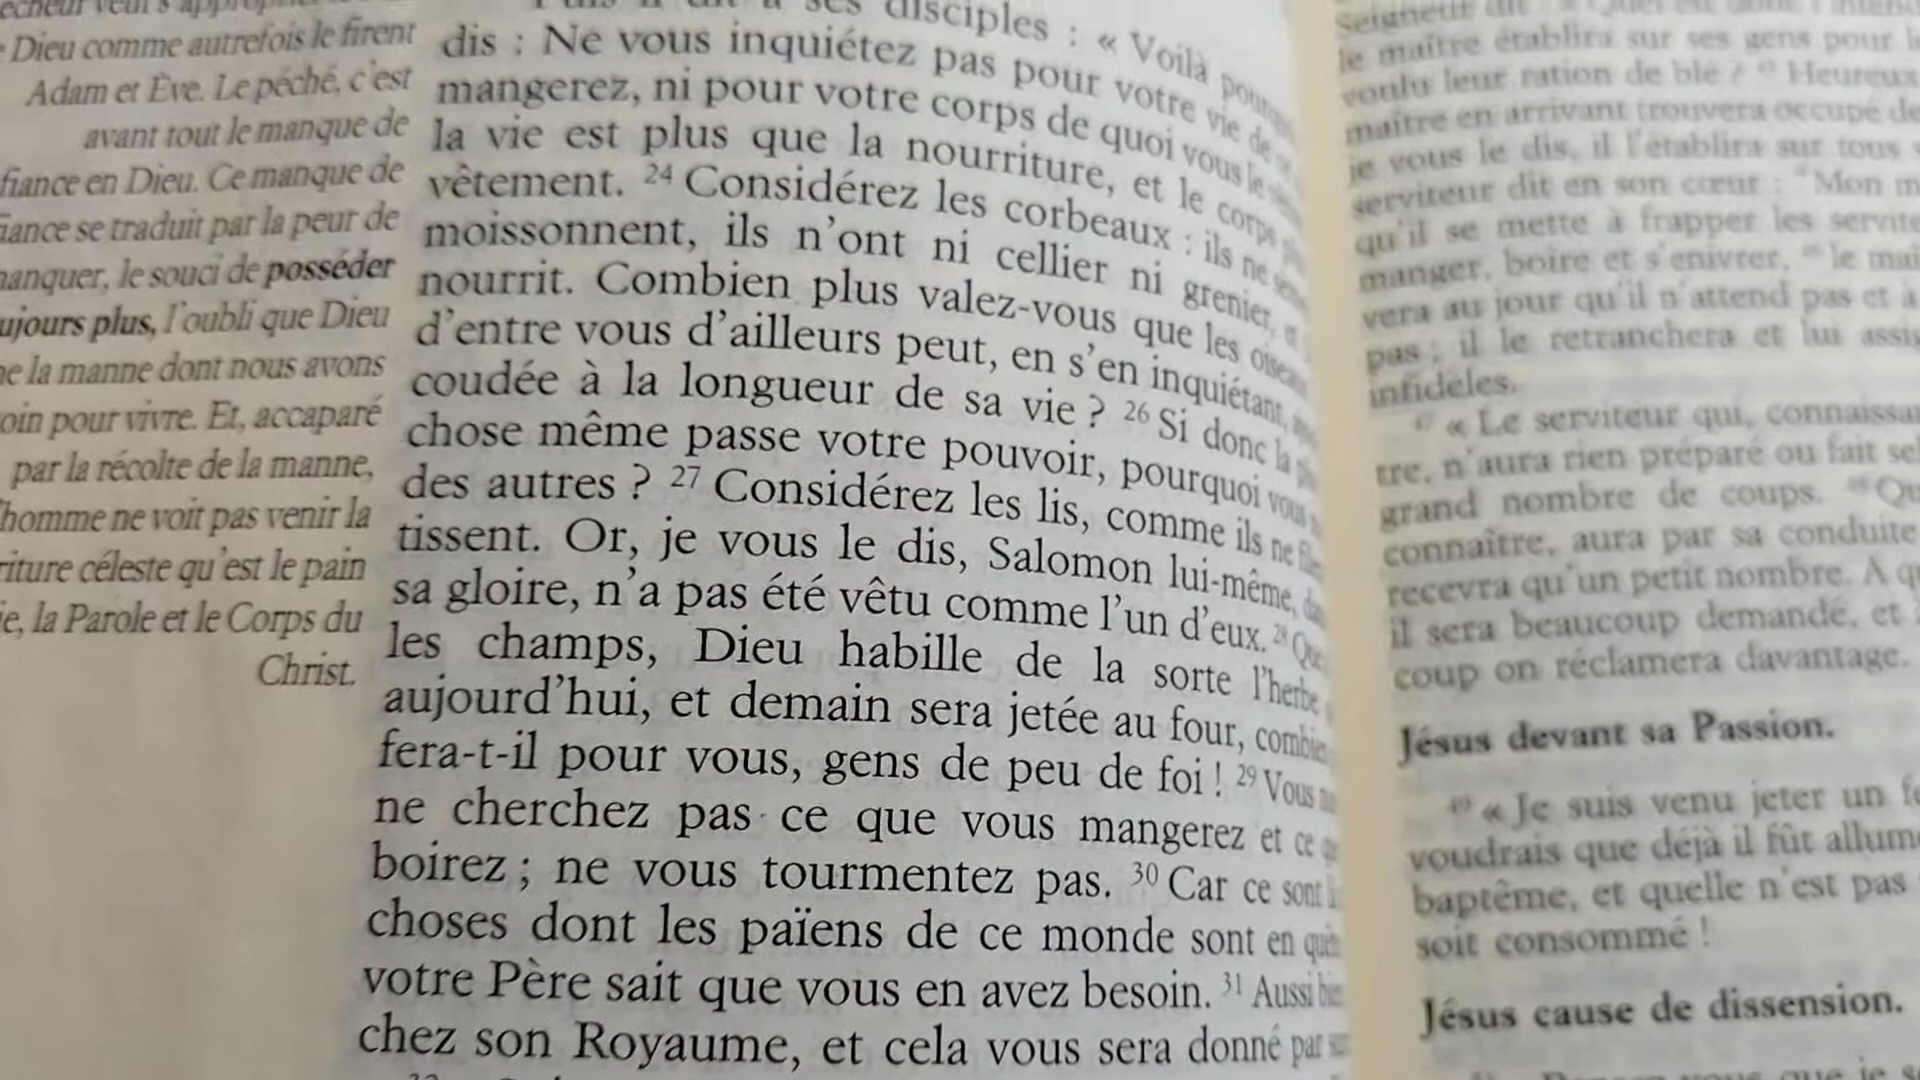 Dieu comme autrefois le firent
Adam et Ève. Le péché, c'est
avant tout le manque de
fiance en Dieu. Ce manque de
iance se traduit par la peur de
anquer, le souci de posséder
ujours plus, l'oubli que Dieu
ne la manne dont nous avons
oin pour vivre. Et, accaparé
par la récolte de la manne,
homme ne voit pas venir la
riture céleste qu'est le pain
ie, la Parole et le Corps du
Christ.
disciples : « Voilà
dis : Ne vous inquiétez pas pour votre vie de
mangerez, ni pour votre corps de quoi vous le
la vie est plus que la nourriture, et le corps
vêtement. 24 Considérez les corbeaux : ils ne
moissonnent, ils n'ont ni cellier ni grenier,
nourrit. Combien plus valez-vous que les
d'entre vous d'ailleurs peut, en s'en inquiétant,
coudée à la longueur de sa vie ? 26 Si donc la
chose même passe votre pouvoir, pourquoi vous
des autres ? 27 Considérez les lis, comme ils ne
tissent. Or, je vous le dis, Salomon lui-même,
sa gloire, n'a pas été vêtu comme l'un d'eux. 28 Que
les champs, Dieu habille de la sorte l'herbe
aujourd'hui, et demain sera jetée au four, combien
fera-t-il pour vous, gens de peu de foi ! 29 Vous
ne cherchez pas ce que vous mangerez et ce
boirez ; ne vous tourmentez pas. 30 Car ce sont
choses dont les païens de ce monde sont en
votre Père sait que vous en avez besoin. 31 Aussi
chez son Royaume, et cela vous sera donné par
le maître établira sur ses gens pour
voulu leur ration de blé ? Heureux
maître en arrivant trouvera occupé de
je vous le dis, il l'établira sur tous
serviteur dit en son cœur : "Mon
qu'il se mette à frapper les
manger, boire et s'enivrer, le
vera au jour qu'il n'attend pas et à
pas ; il le retranchera et lui
infidèles.
47 « Le serviteur qui,
tre, n'aura rien préparé ou fait
grand nombre de coups.
connaître, aura par sa conduite
recevra qu'un petit nombre. À
il sera beaucoup demandé, et
coup on réclamera davantage.
Jésus devant sa Passion.
49 « Je suis venu jeter un
voudrais que déjà il fût
baptême, et quelle n'est pas
soit consommé !
Jésus cause de dissension.